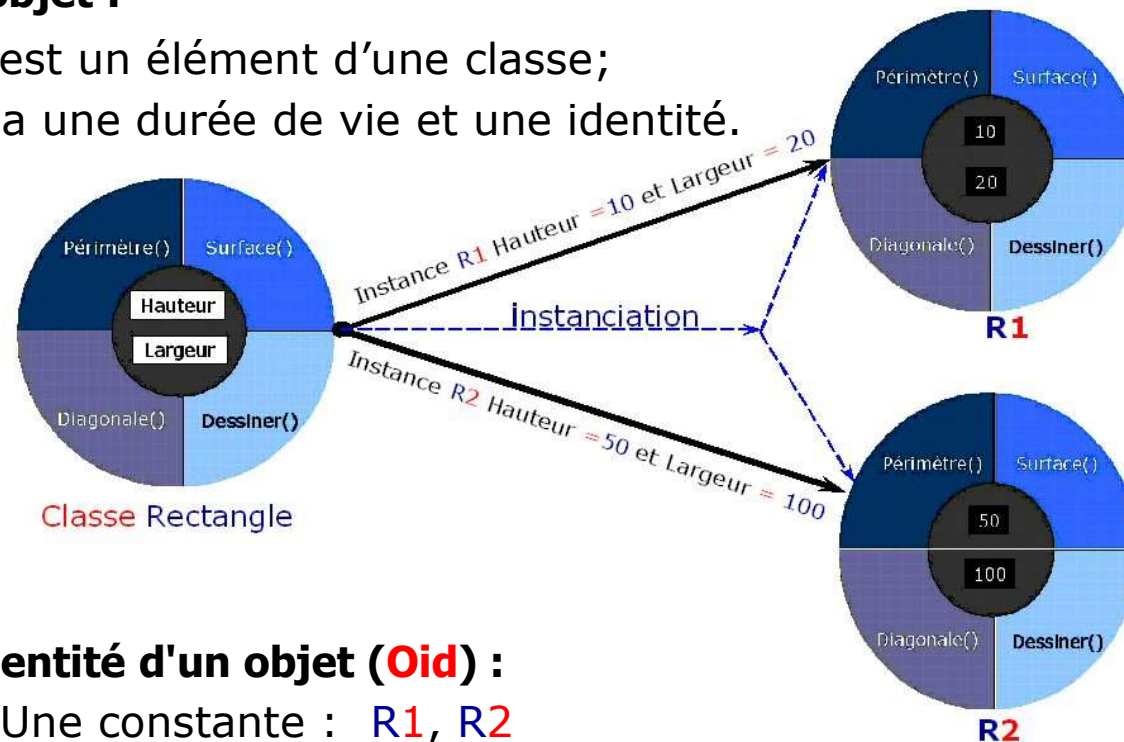 objet :
est un élément d’une classe;
a une durée de vie et une identité.
Périmètre() Surface()
10
20
Diagonale() Dessiner()
R1
Instance R1 Hauteur =10 et Largeur = 20
Périmètre() Surface()
Hauteur
Largeur
Diagonale() Dessiner()
Classe Rectangle
Instanciation
Instance R2 Hauteur =50 et Largeur = 100
Périmètre() Surface()
50
100
Diagonale() Dessiner()
R2
entité d'un objet (Oid) :
Une constante : R1, R2